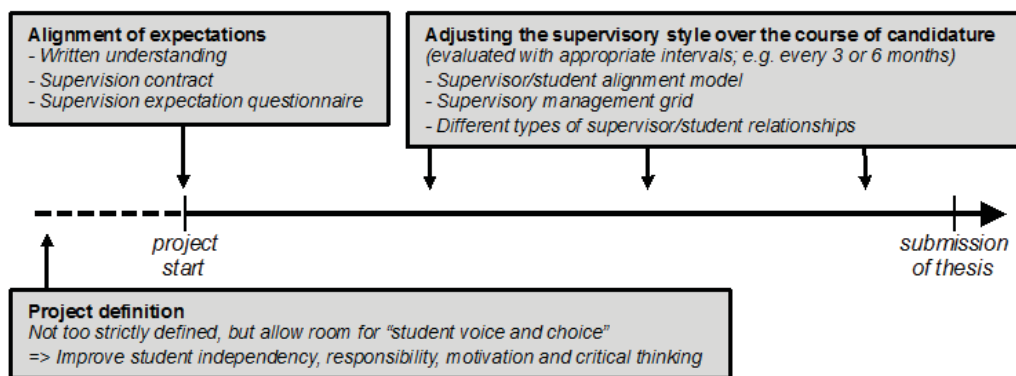 Alignment of expectations
- Written understanding
- Supervision contract
- Supervision expectation questionnaire
Adjusting the supervisory style over the course of candidature
(evaluated with appropriate intervals; e.g. every 3 or 6 months)
- Supervisor/student alignment model
- Supervisory management grid
- Different types of supervisor/student relationships
project
start
submission
of thesis
Project definition
Not too strictly defined, but allow room for “student voice and choice”
=> Improve student independency, responsibility, motivation and critical thinking